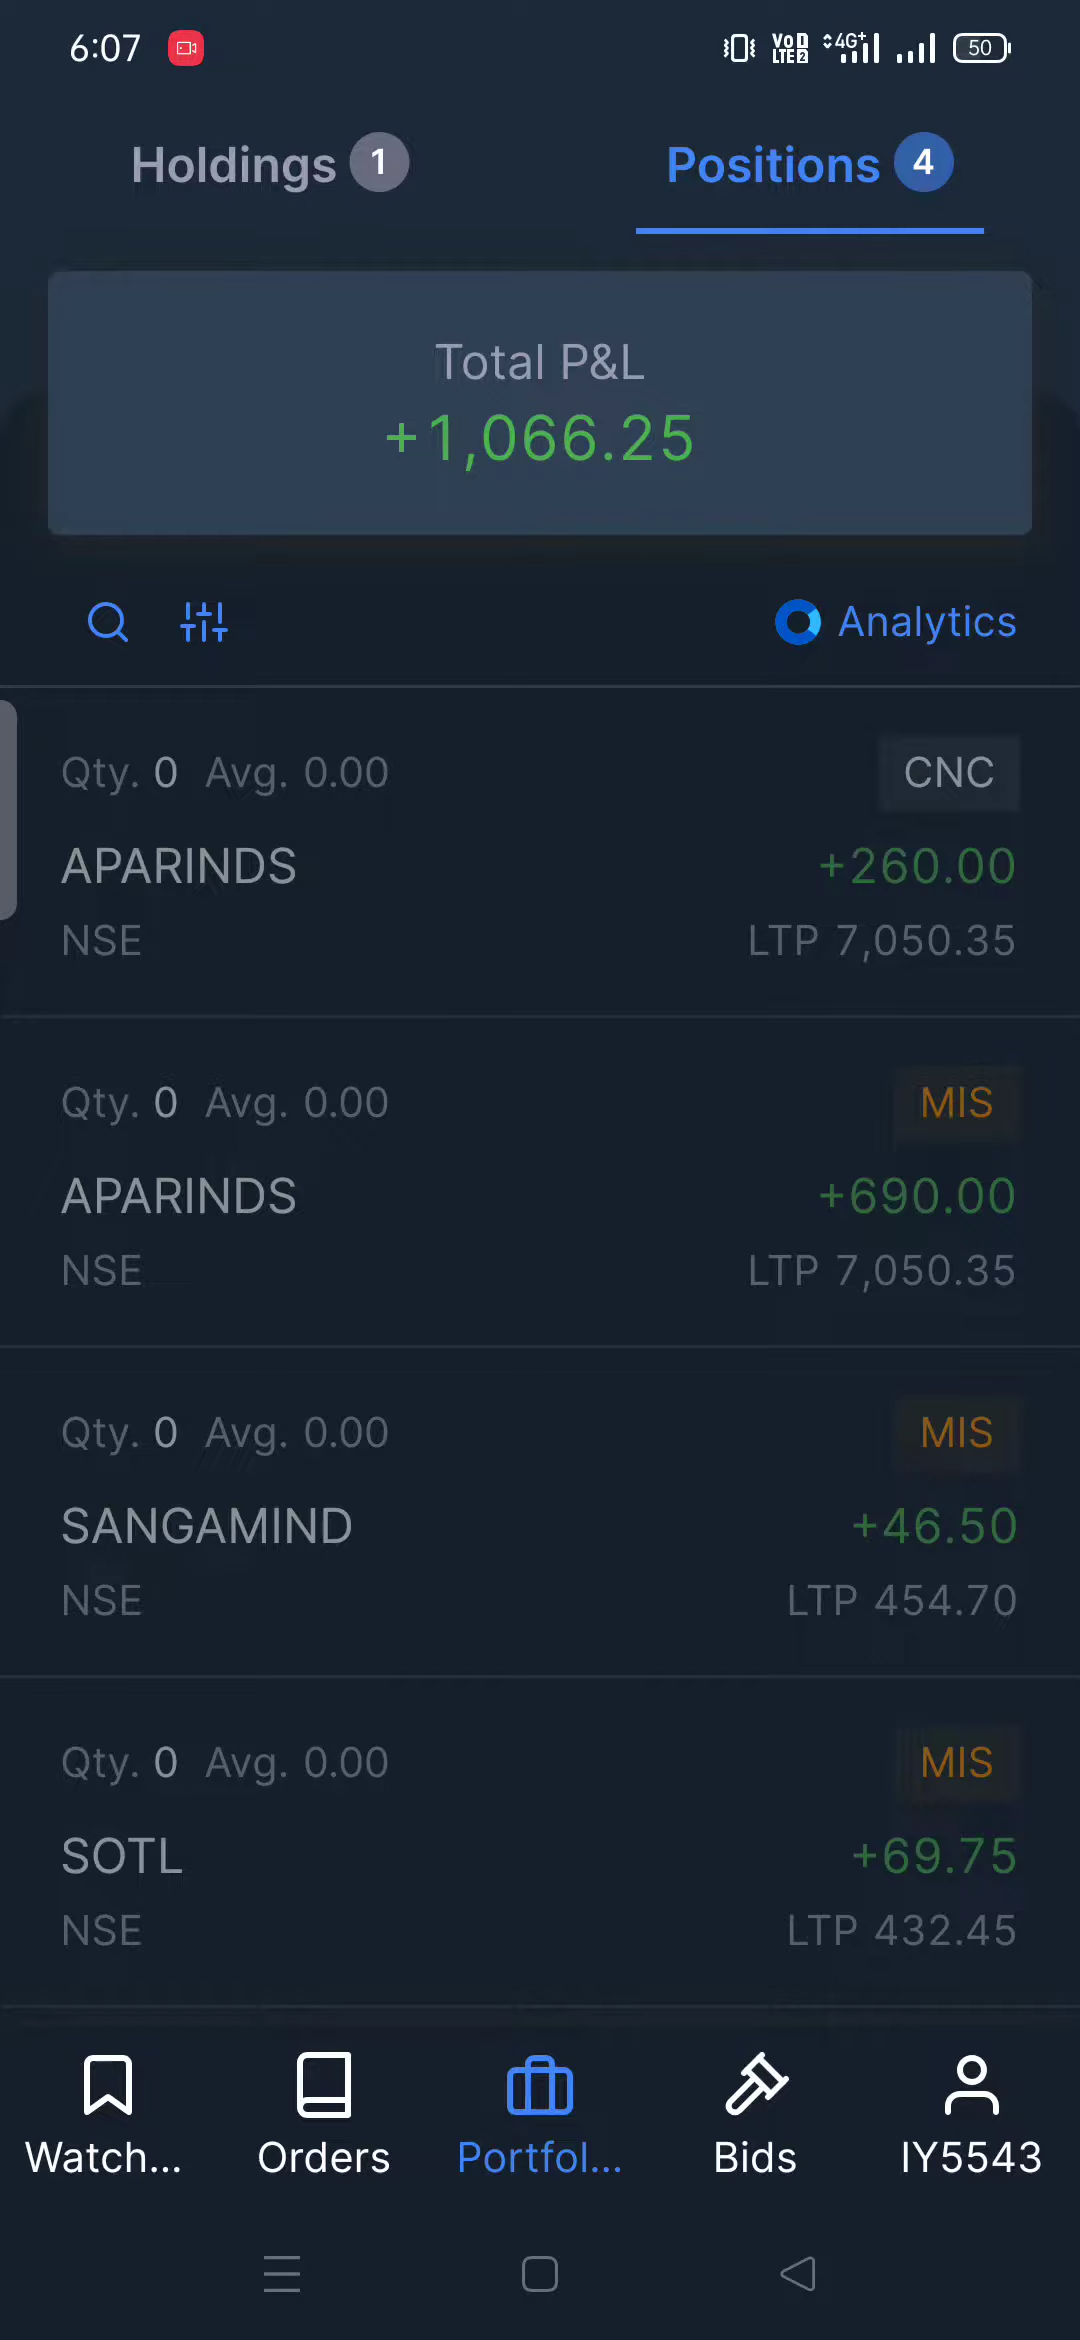 6:07 VoD LTE2 4G+ 50
Holdings 1 Positions 4
Total P&L
+1,066.25
Analytics
Qty. 0 Avg. 0.00 CNC
APARINDS +260.00
NSE LTP 7,050.35
Qty. 0 Avg. 0.00 MIS
APARINDS +690.00
NSE LTP 7,050.35
Qty. 0 Avg. 0.00 MIS
SANGAMIND +46.50
NSE LTP 454.70
Qty. 0 Avg. 0.00 MIS
SOTL +69.75
NSE LTP 432.45
Watch... Orders Portfol... Bids IY5543